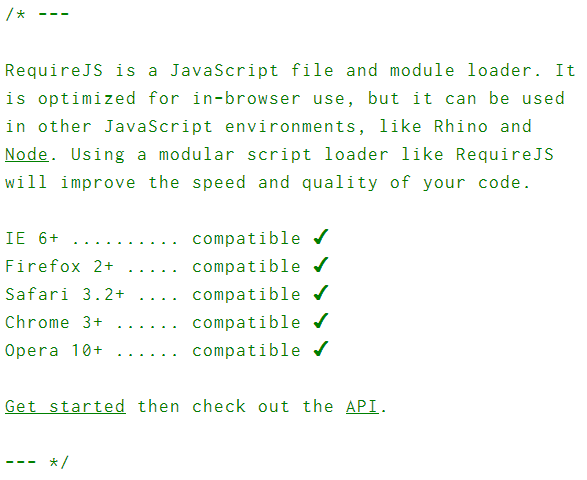 /* ---
RequireJS is a JavaScript file and module loader. It
is optimized for in-browser use, but it can be used
in other JavaScript environments, like Rhino and
Node. Using a modular script loader like RequireJS
will improve the speed and quality of your code.
IE 6+ .......... compatible ✔
Firefox 2+ ..... compatible ✔
Safari 3.2+ .... compatible ✔
Chrome 3+ ...... compatible ✔
Opera 10+ ...... compatible ✔
Get started then check out the API.
--- */